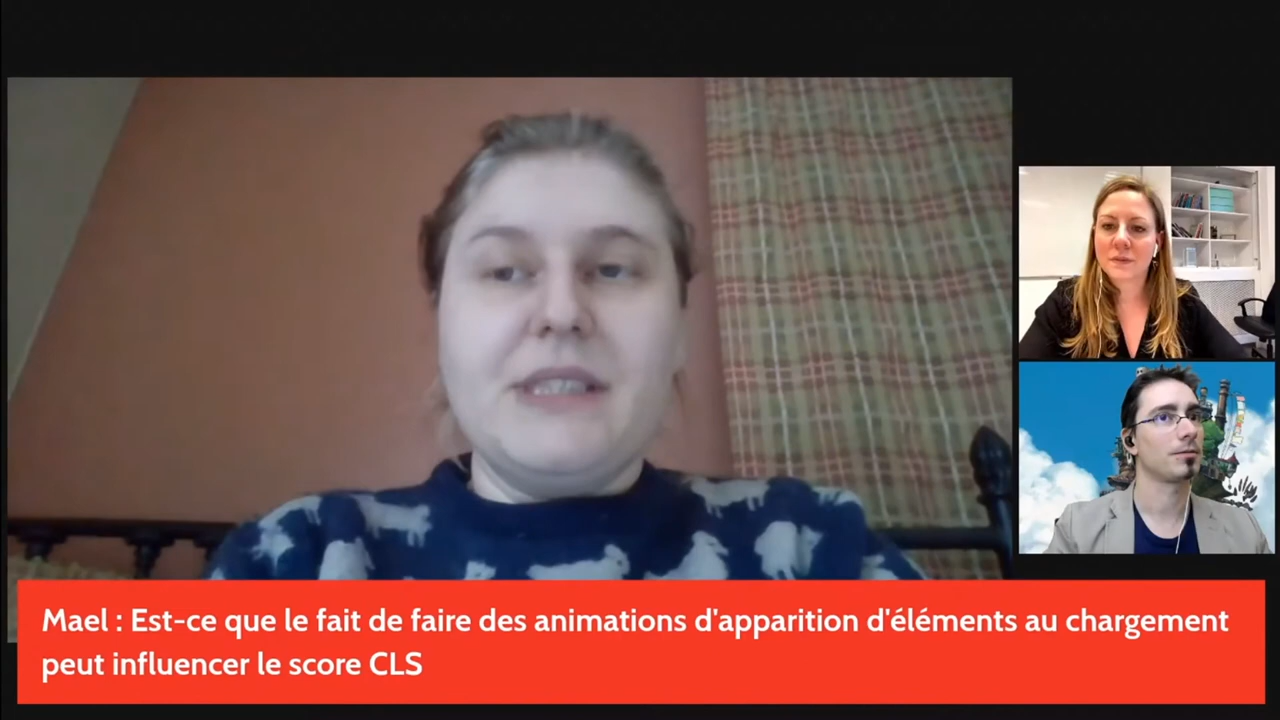 Mael : Est-ce que le fait de faire des animations d'apparition d'éléments au chargement
peut influencer le score CLS